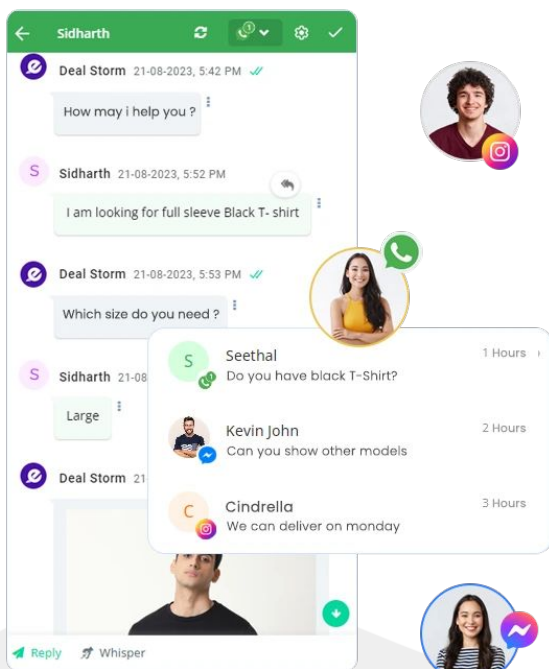 Sidharth
Deal Storm 21-08-2023, 5:42 PM
How may i help you ?
S Sidharth 21-08-2023, 5:52 PM
I am looking for full sleeve Black T- shirt
Deal Storm 21-08-2023, 5:53 PM
Which size do you need ?
S Sidharth 21-08
Large
Deal Storm 21-
S Seethal 1 Hours
Do you have black T-Shirt?
Kevin John 2 Hours
Can you show other models
C Cindrella 3 Hours
We can deliver on monday
Reply Whisper